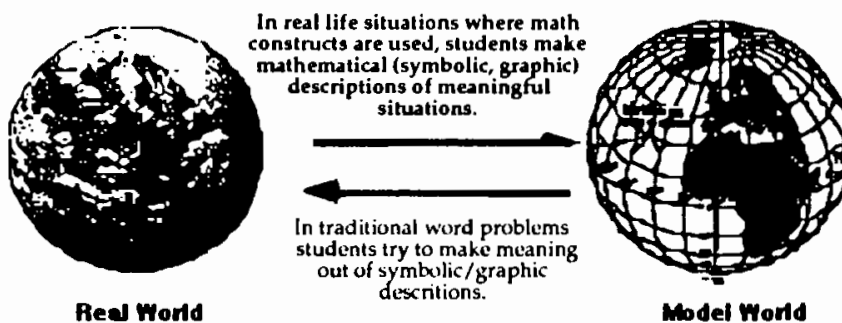 In real life situations where math
constructs are used, students make
mathematical (symbolic, graphic)
descriptions of meaningful
situations.
In traditional word problems
students try to make meaning
out of symbolic/graphic
descritions.
Real World
Model World